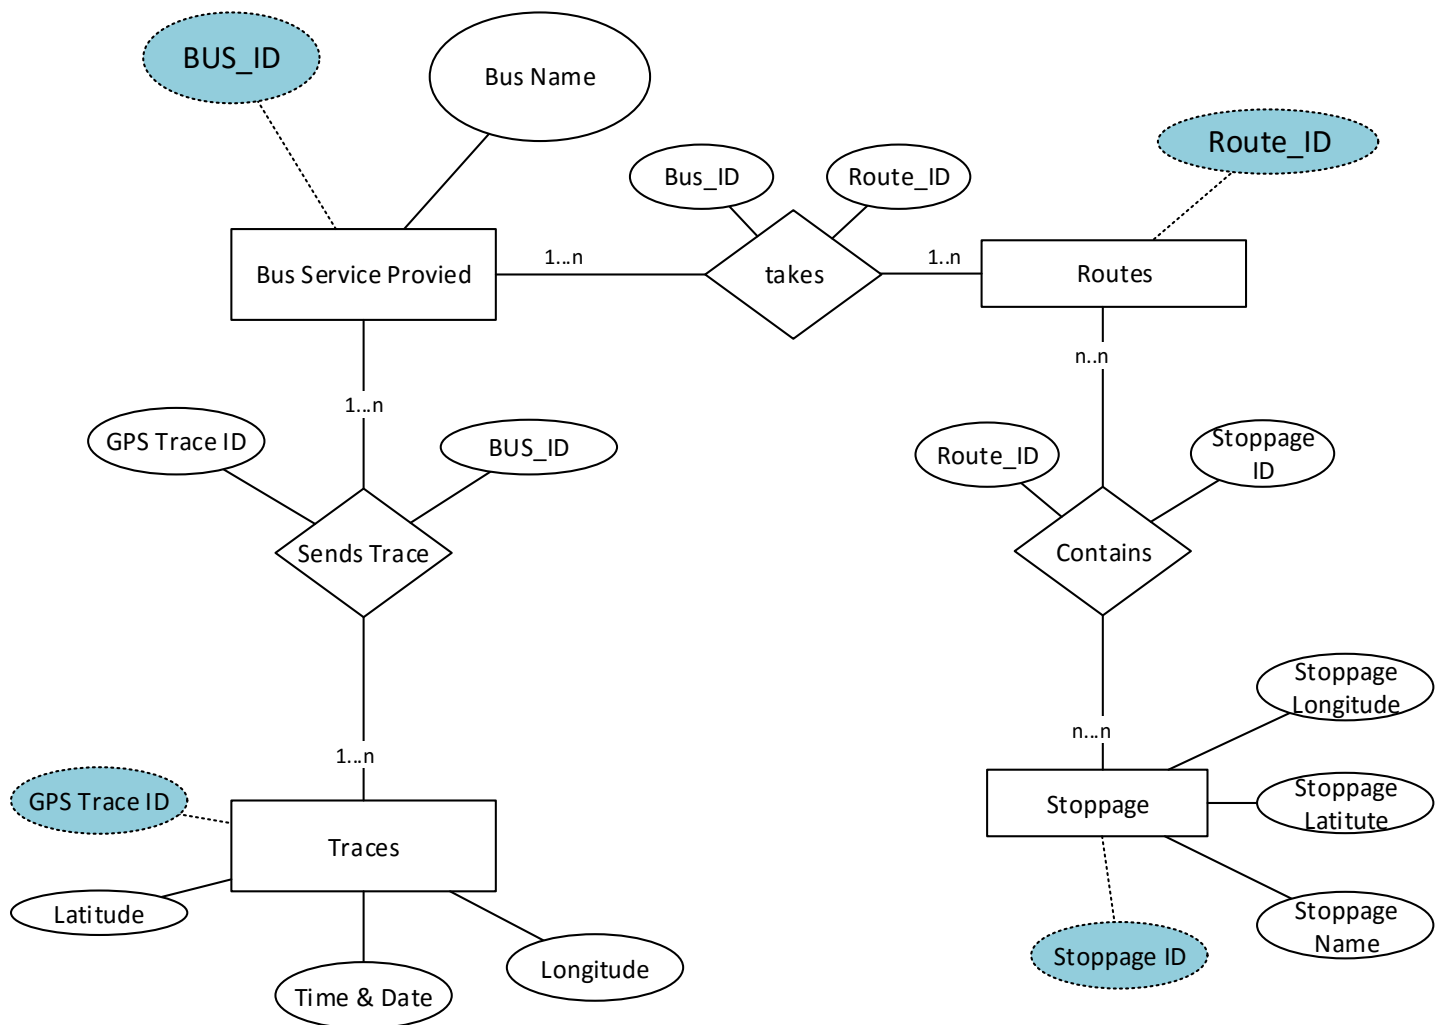 BUS_ID
Bus Name
Route_ID
Bus_ID
Route_ID
Bus Service Provied
1...n
takes
1..n
Routes
n..n
1...n
GPS Trace ID
BUS_ID
Route_ID
Stoppage
ID
Sends Trace
Contains
Stoppage
Longitude
n...n
1...n
GPS Trace ID
Traces
Stoppage
Stoppage
Latitute
Latitude
Stoppage
Name
Time & Date
Longitude
Stoppage ID